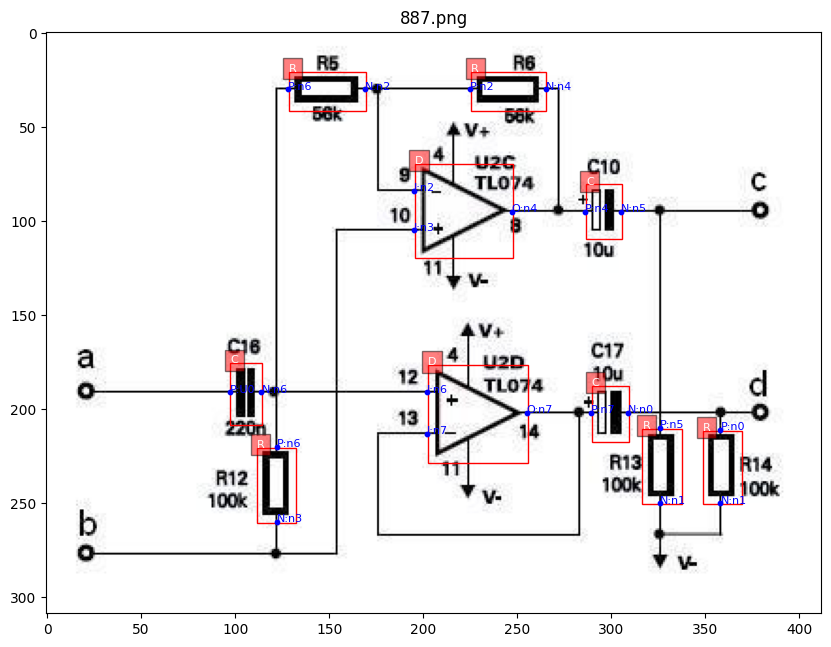 887.png
R5
R6
R
R
P:n6
N:n2
P:n2
N:n4
56k
56k
V+
4
U2C
TL074
9
I:n2
D
C10
C
c
10
I:n3
O:n4
8
P:n4
N:n5
10u
11
V-
a
C16
C
N:n6
220n
V+
4
U2D
TL074
12
I:n6
D
C17
10u
C
d
13
I:n7
O:n7
14
N:n0
11
V-
R
P:n6
R12
100k
N:n3
b
R
P:n5
R13
100k
N:n1
R
P:n0
R14
100k
N:n1
V-
0
50
100
150
200
250
300
0
50
100
150
200
250
300
350
400